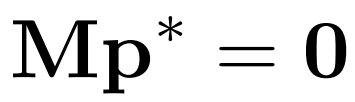 Mp* = 0